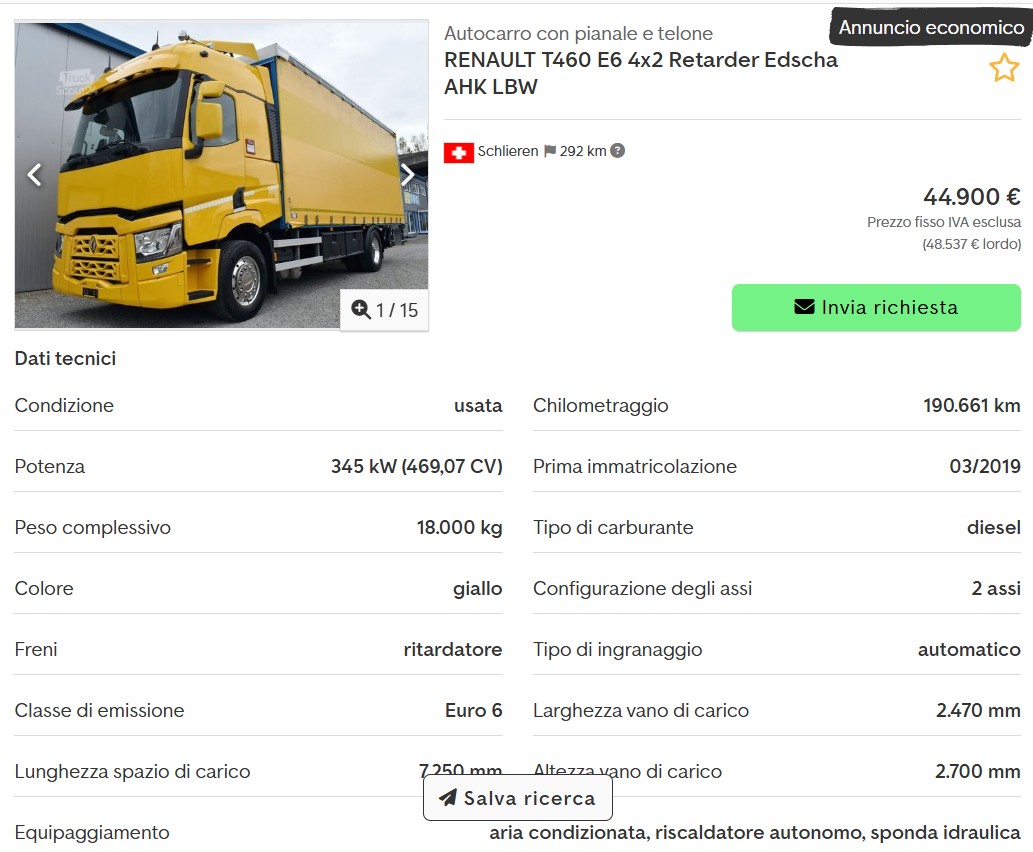 Annuncio economico
Autocarro con pianale e telone
RENAULT T460 E6 4x2 Retarder Edscha
AHK LBW
Truck
Scout24
Schlieren 292 km ?
44.900 €
Prezzo fisso IVA esclusa
(48.537 € lordo)
1 / 15
Invia richiesta
Dati tecnici
Condizione usata
Chilometraggio 190.661 km
Potenza 345 kW (469,07 CV)
Prima immatricolazione 03/2019
Peso complessivo 18.000 kg
Tipo di carburante diesel
Colore giallo
Configurazione degli assi 2 assi
Freni ritardatore
Tipo di ingranaggio automatico
Classe di emissione Euro 6
Larghezza vano di carico 2.470 mm
Lunghezza spazio di carico 7.250 mm
Altezza vano di carico 2.700 mm
Salva ricerca
Equipaggiamento aria condizionata, riscaldatore autonomo, sponda idraulica